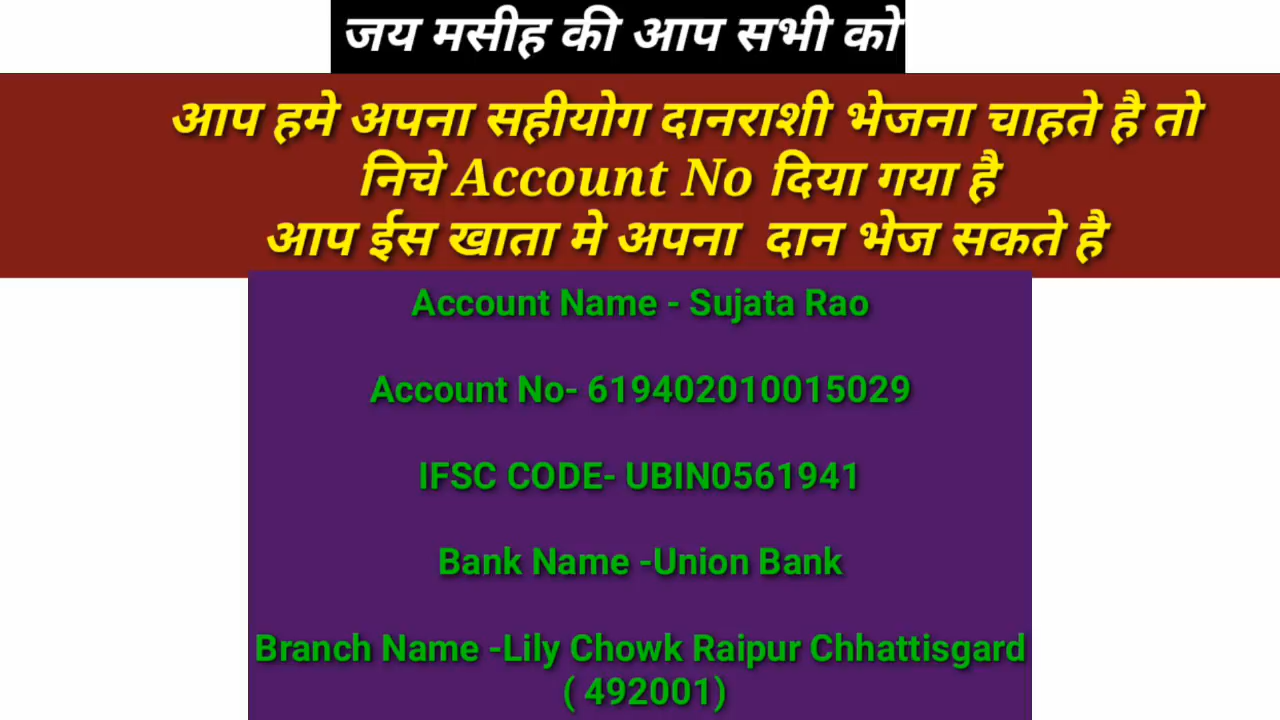 जय मसीह की आप सभी को
आप हमे अपना सहीयोग दानराशी भेजना चाहते है तो
निचे Account No दिया गया है
आप ईस खाता मे अपना दान भेज सकते है
Account Name - Sujata Rao
Account No- 619402010015029
IFSC CODE- UBIN0561941
Bank Name -Union Bank
Branch Name -Lily Chowk Raipur Chhattisgard
( 492001)